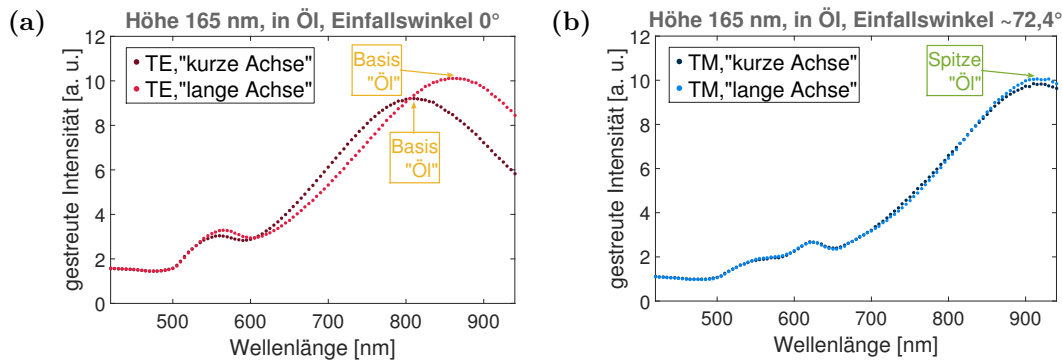 (a)
Höhe 165 nm, in Öl, Einfallswinkel 0°
gestreute Intensität [a. u.]
12
10
8
6
4
2
0
TE,"kurze Achse"
TE,"lange Achse"
Basis
"Öl"
Basis
"Öl"
500
600
700
800
900
Wellenlänge [nm]
(b)
Höhe 165 nm, in Öl, Einfallswinkel ~72,4°
gestreute Intensität [a. u.]
12
10
8
6
4
2
0
TM,"kurze Achse"
TM,"lange Achse"
Spitze
"Öl"
500
600
700
800
900
Wellenlänge [nm]